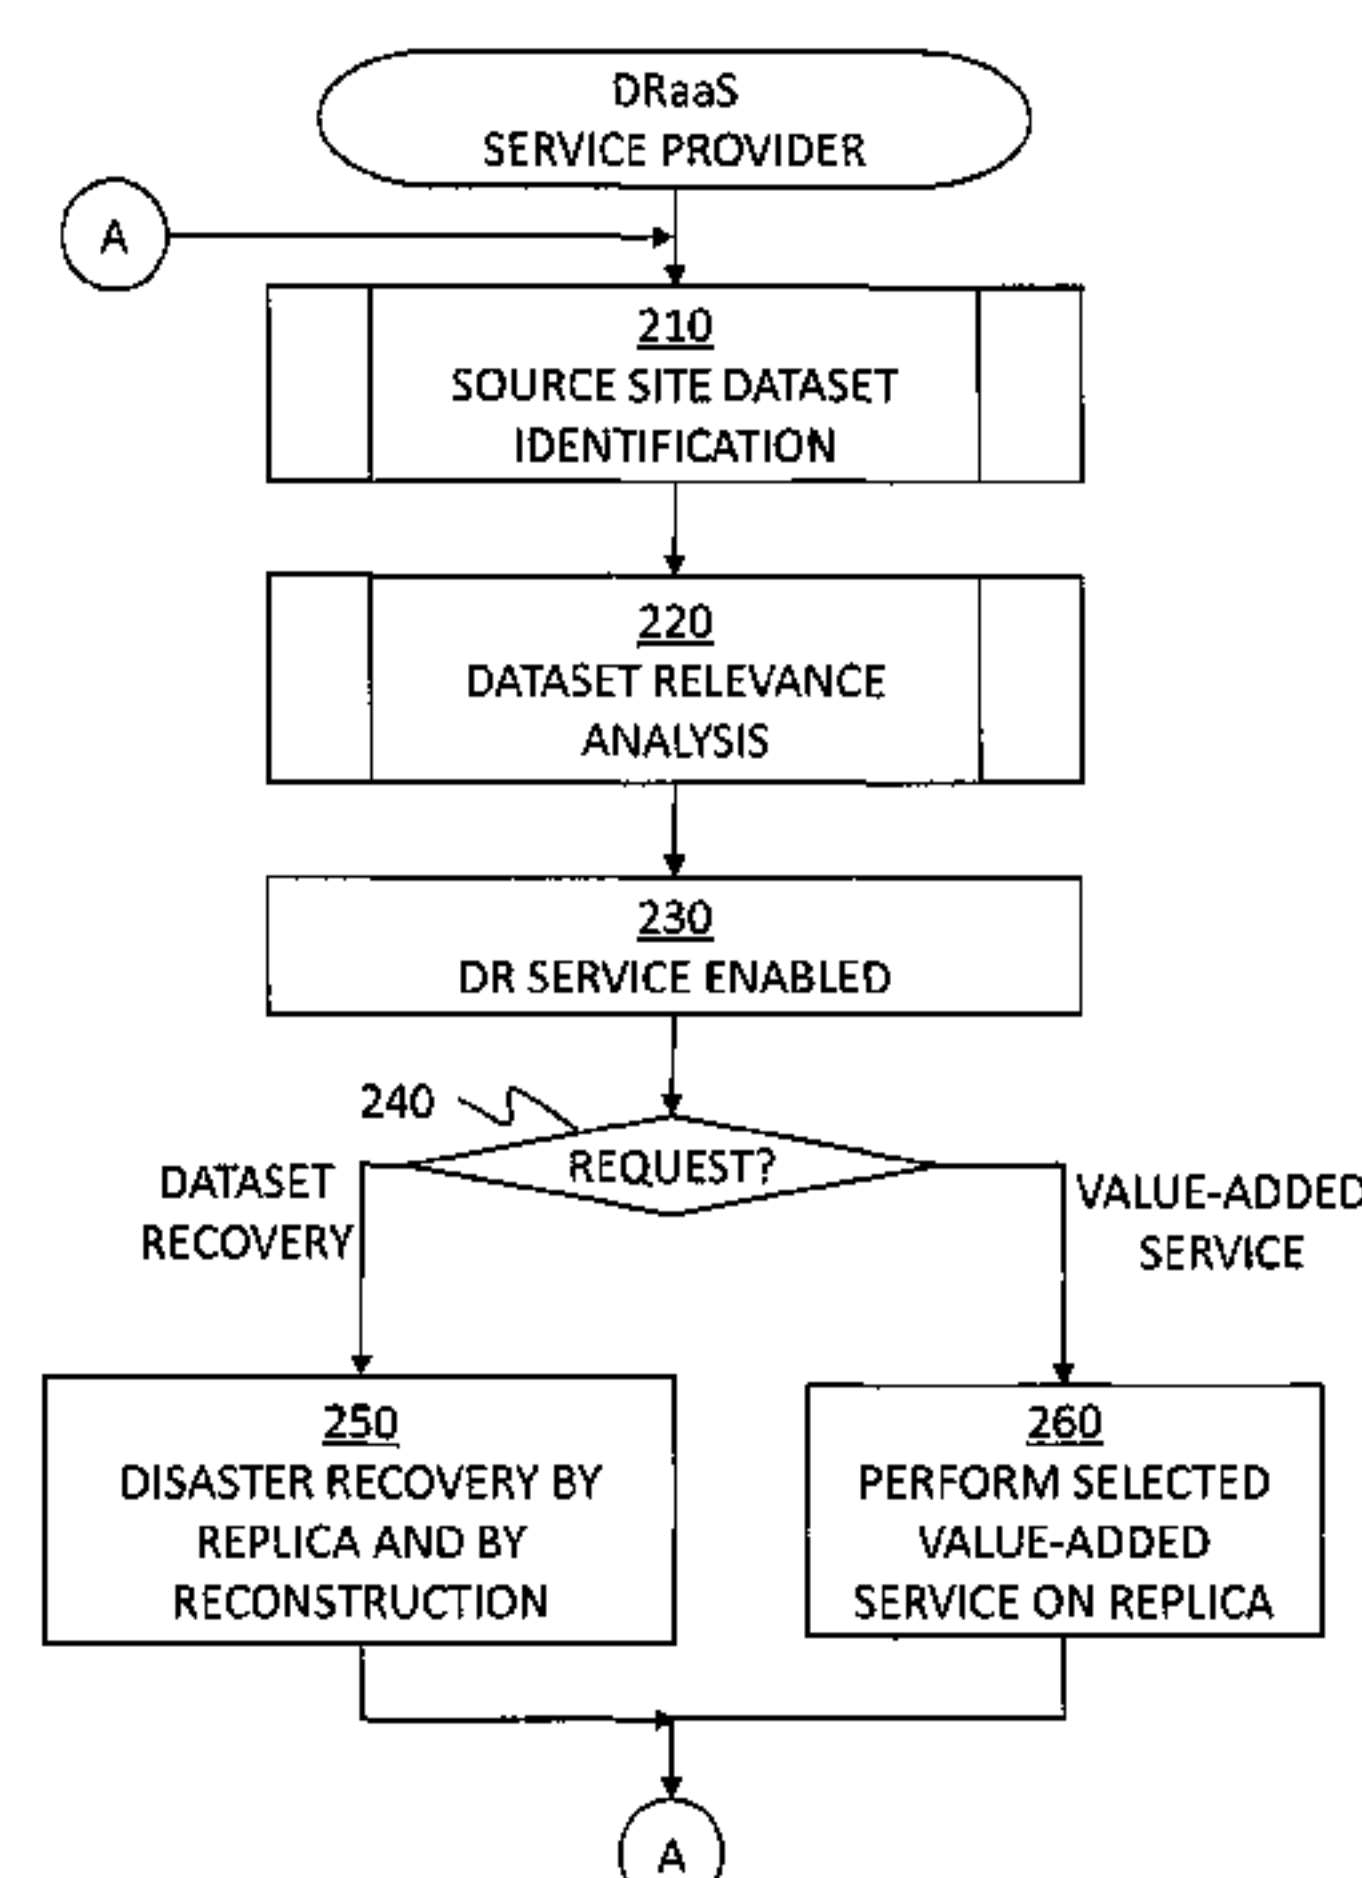 DRaaS
SERVICE PROVIDER
A
210
SOURCE SITE DATASET
IDENTIFICATION
220
DATASET RELEVANCE
ANALYSIS
230
DR SERVICE ENABLED
240
REQUEST?
DATASET
RECOVERY
VALUE-ADDED
SERVICE
250
DISASTER RECOVERY BY
REPLICA AND BY
RECONSTRUCTION
260
PERFORM SELECTED
VALUE-ADDED
SERVICE ON REPLICA
A